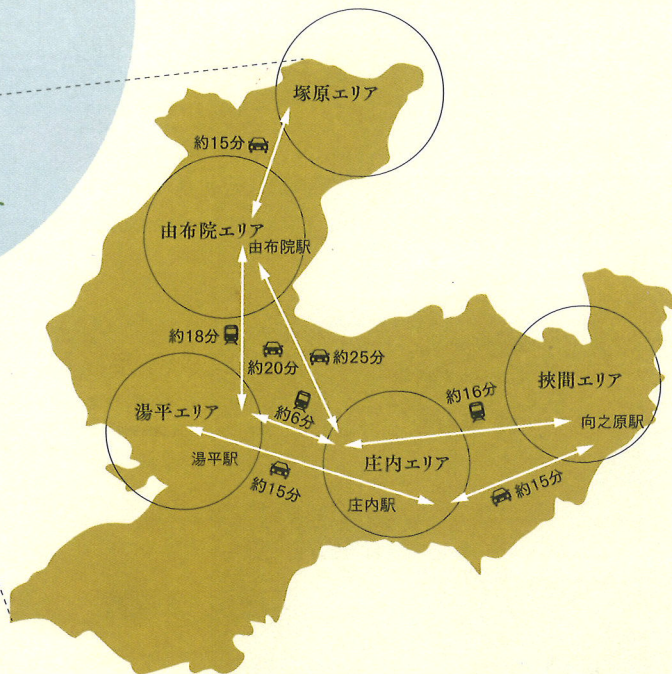 塚原エリア
約15分
由布院エリア
由布院駅
約18分
約20分
約25分
湯平エリア
約6分
約16分
挾間エリア
向之原駅
湯平駅
庄内エリア
約15分
庄内駅
約15分